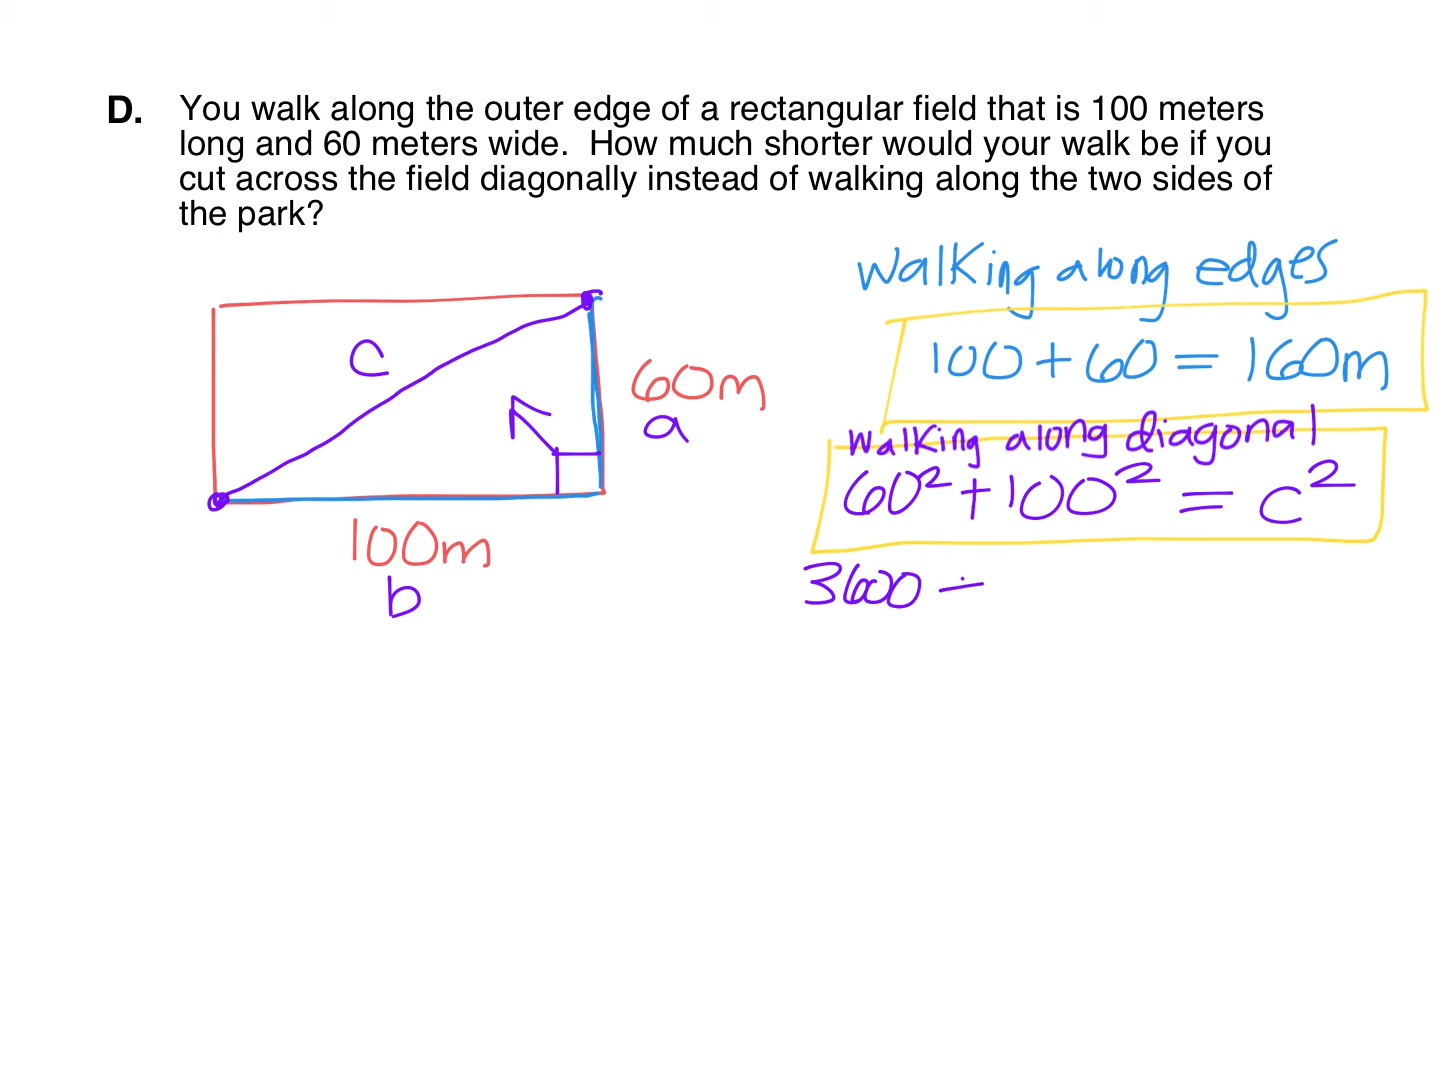 D. You walk along the outer edge of a rectangular field that is 100 meters
long and 60 meters wide. How much shorter would your walk be if you
cut across the field diagonally instead of walking along the two sides of
the park?
walking along edges
100 + 60 = 160m
walking along diagonal
60² + 100² = c²
3600 -
c
60m
a
100m
b